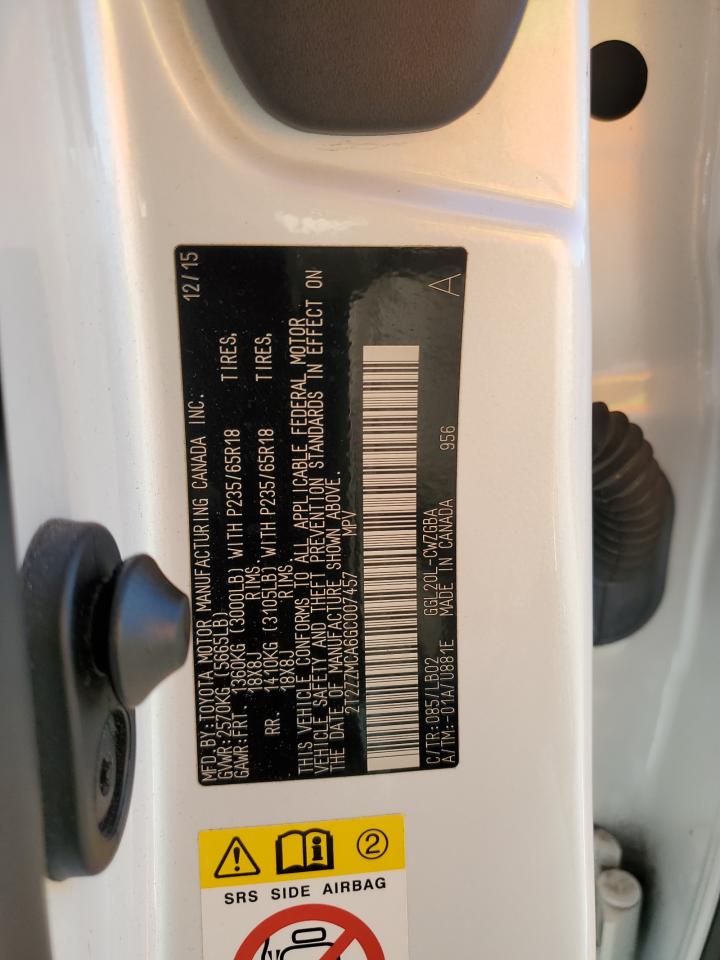 MFD. BY: TOYOTA MOTOR MANUFACTURING CANADA INC. 12/15
GVWR: 2570KG (5665LB)
GAWR: FRT. 1360KG (3000LB) WITH P235/65R18 TIRES,
18X8J RIMS.
RR. 1410KG (3105LB) WITH P235/65R18 TIRES,
18X8J RIMS.
THIS VEHICLE CONFORMS TO ALL APPLICABLE FEDERAL MOTOR
VEHICLE SAFETY AND THEFT PREVENTION STANDARDS IN EFFECT ON
THE DATE OF MANUFACTURE SHOWN ABOVE.
2T2ZZMCA6GC007457 MPV
C/TR: 085/LB02 GGL20L-CWZGBA A
A/TM: -01A/U881E MADE IN CANADA 956
2
SRS SIDE AIRBAG